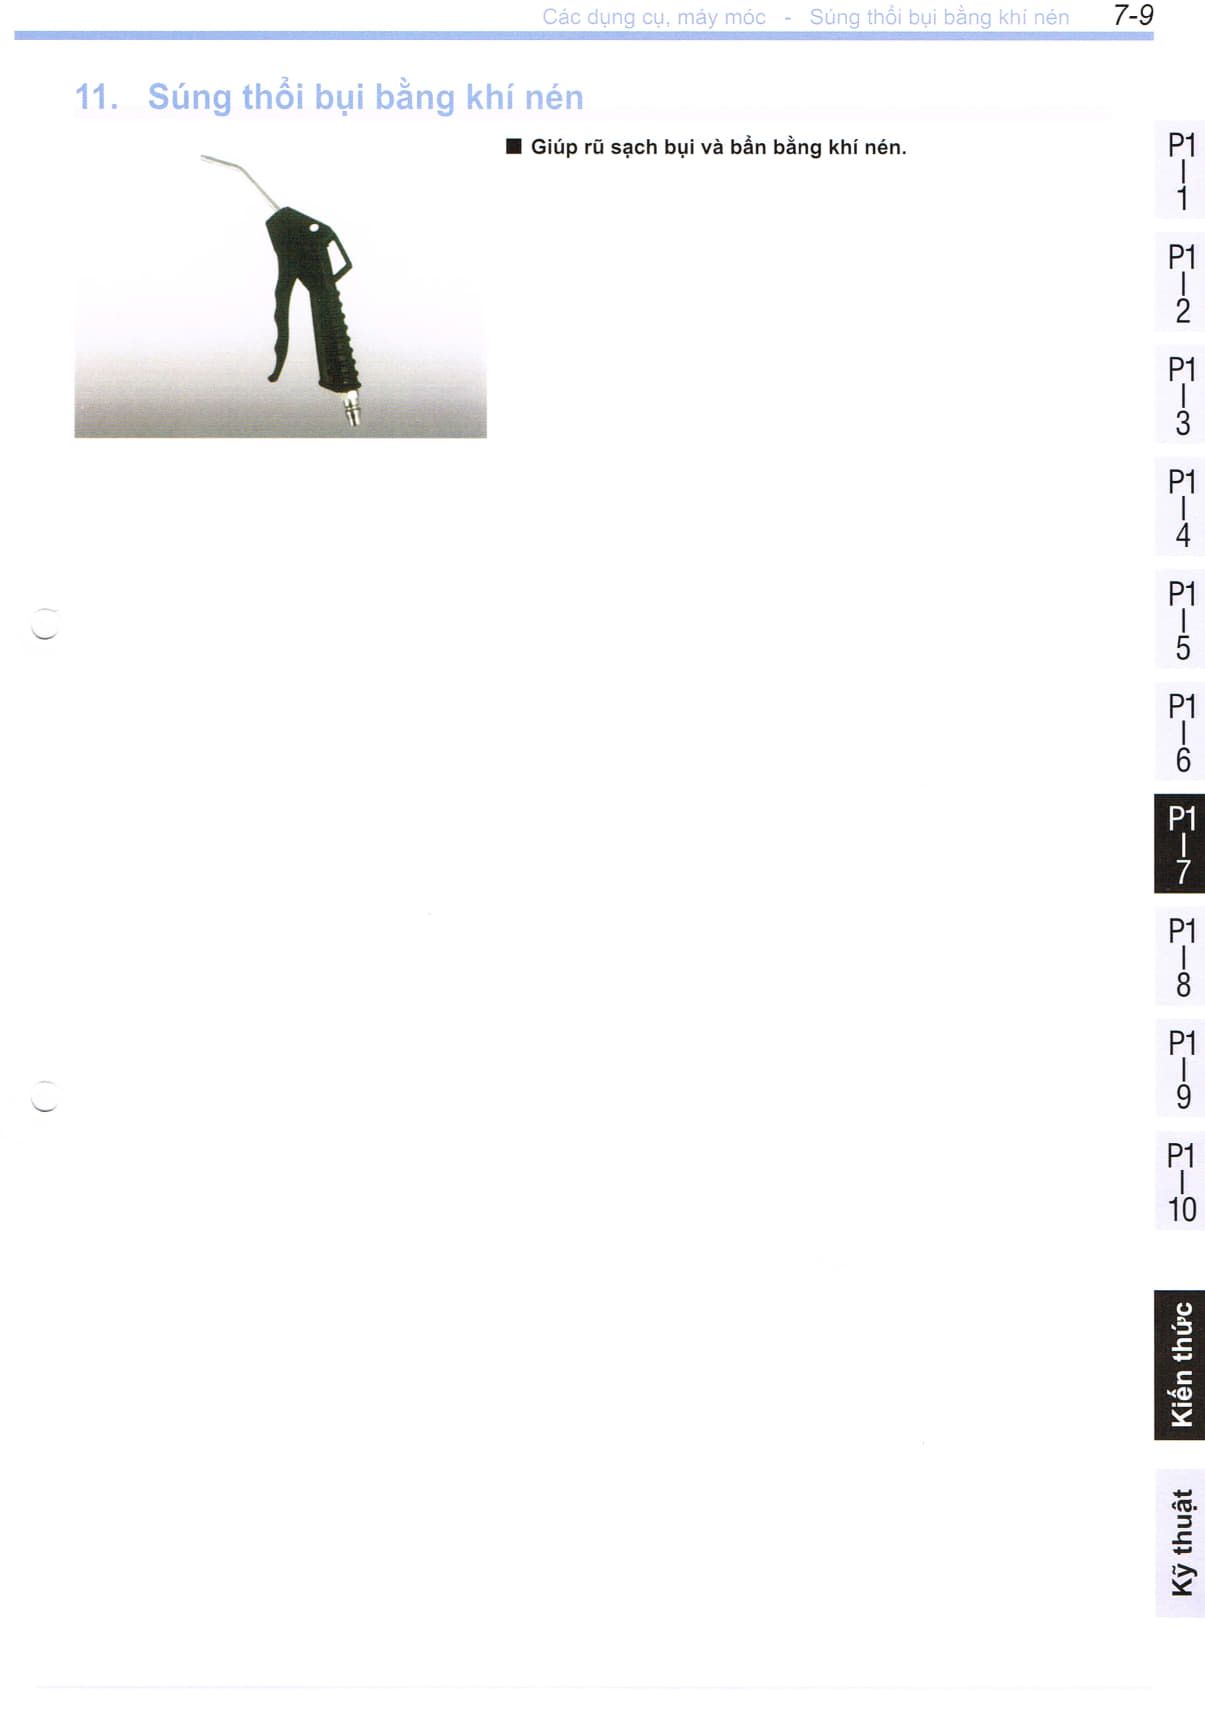 Các dụng cụ, máy móc - Súng thổi bụi bằng khí nén 7-9
11. Súng thổi bụi bằng khí nén
■ Giúp rũ sạch bụi và bẩn bằng khí nén.
P1
|
1
P1
|
2
P1
|
3
P1
|
4
P1
|
5
P1
|
6
P1
|
7
P1
|
8
P1
|
9
P1
|
10
Kiến thức
Kỹ thuật